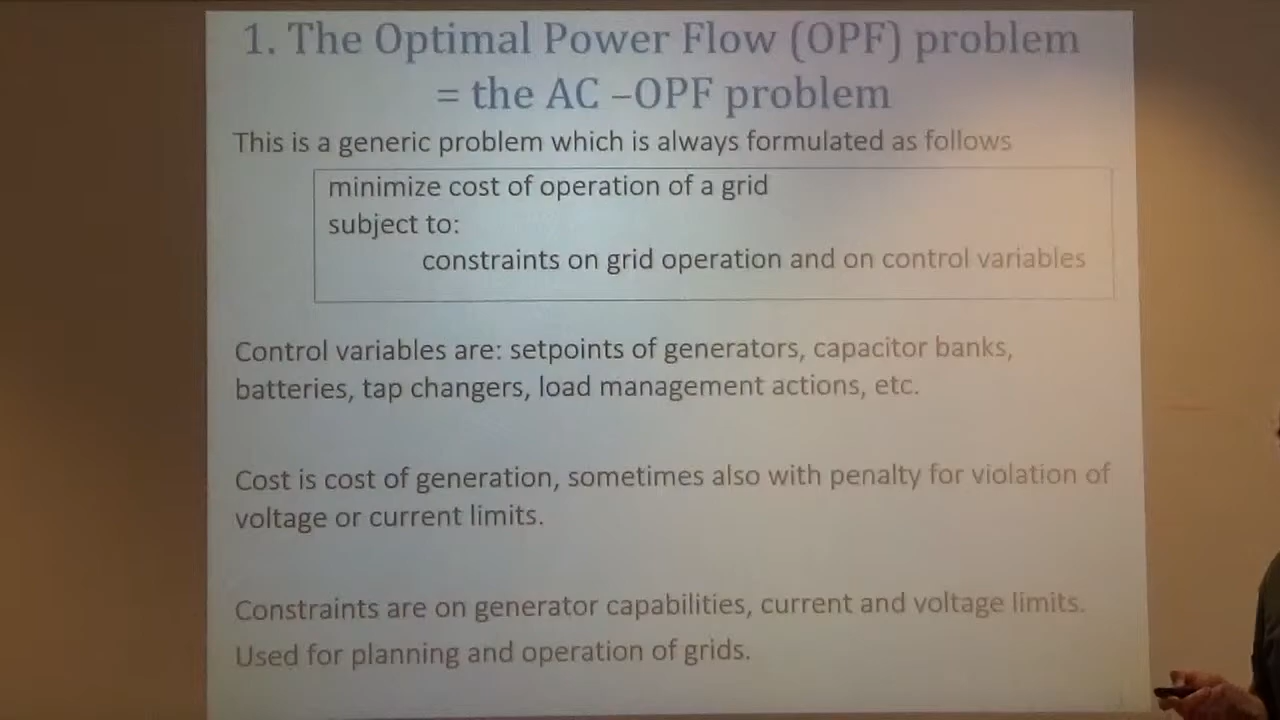 1. The Optimal Power Flow (OPF) problem
= the AC –OPF problem
This is a generic problem which is always formulated as follows
minimize cost of operation of a grid
subject to:
constraints on grid operation and on control variables
Control variables are: setpoints of generators, capacitor banks,
batteries, tap changers, load management actions, etc.
Cost is cost of generation, sometimes also with penalty for violation of
voltage or current limits.
Constraints are on generator capabilities, current and voltage limits.
Used for planning and operation of grids.